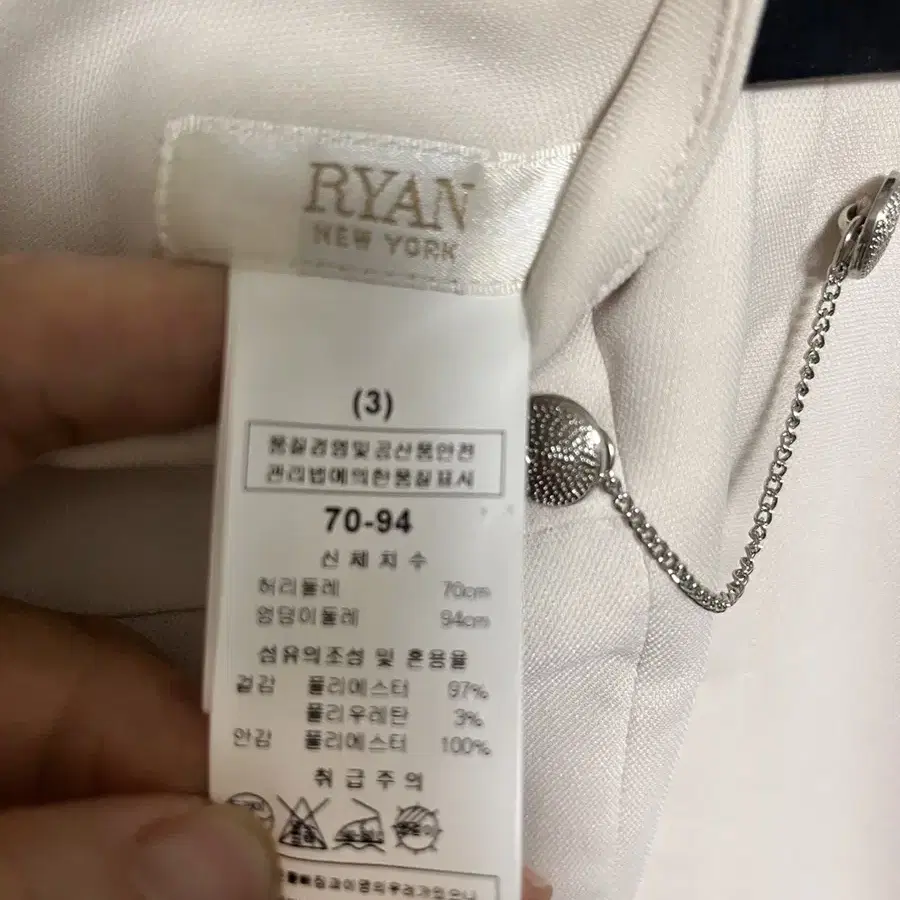 RYAN
NEW YORK
(3)
품질경영및공산품안전
관리법에의한품질표시
70-94
신체치수
허리둘레 70cm
엉덩이둘레 94cm
섬유의조성 및 혼용율
겉감 폴리에스터 97%
폴리우레탄 3%
안감 폴리에스터 100%
취급주의